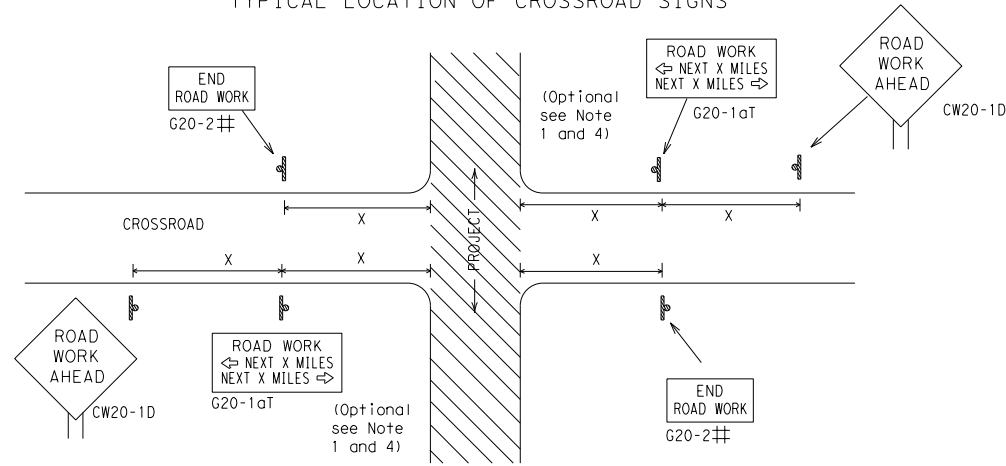 TYPICAL LOCATION OF CROSSROAD SIGNS
END
ROAD WORK
G20-2#
(Optional
see Note
1 and 4)
ROAD WORK
⇦ NEXT X MILES
NEXT X MILES ⇨
G20-1aT
ROAD
WORK
AHEAD
CW20-1D
X
X
X
CROSSROAD
PROJECT
X
X
X
ROAD
WORK
AHEAD
CW20-1D
ROAD WORK
⇦ NEXT X MILES
NEXT X MILES ⇨
G20-1aT
(Optional
see Note
1 and 4)
END
ROAD WORK
G20-2#